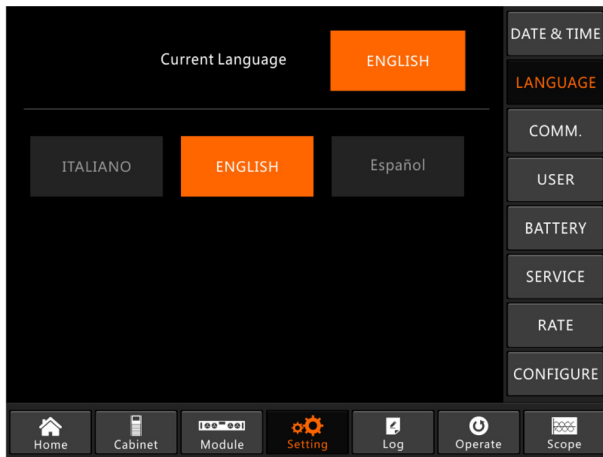 Current Language
ENGLISH
ITALIANO
ENGLISH
Español
DATE & TIME
LANGUAGE
COMM.
USER
BATTERY
SERVICE
RATE
CONFIGURE
Home
Cabinet
Module
Setting
Log
Operate
Scope